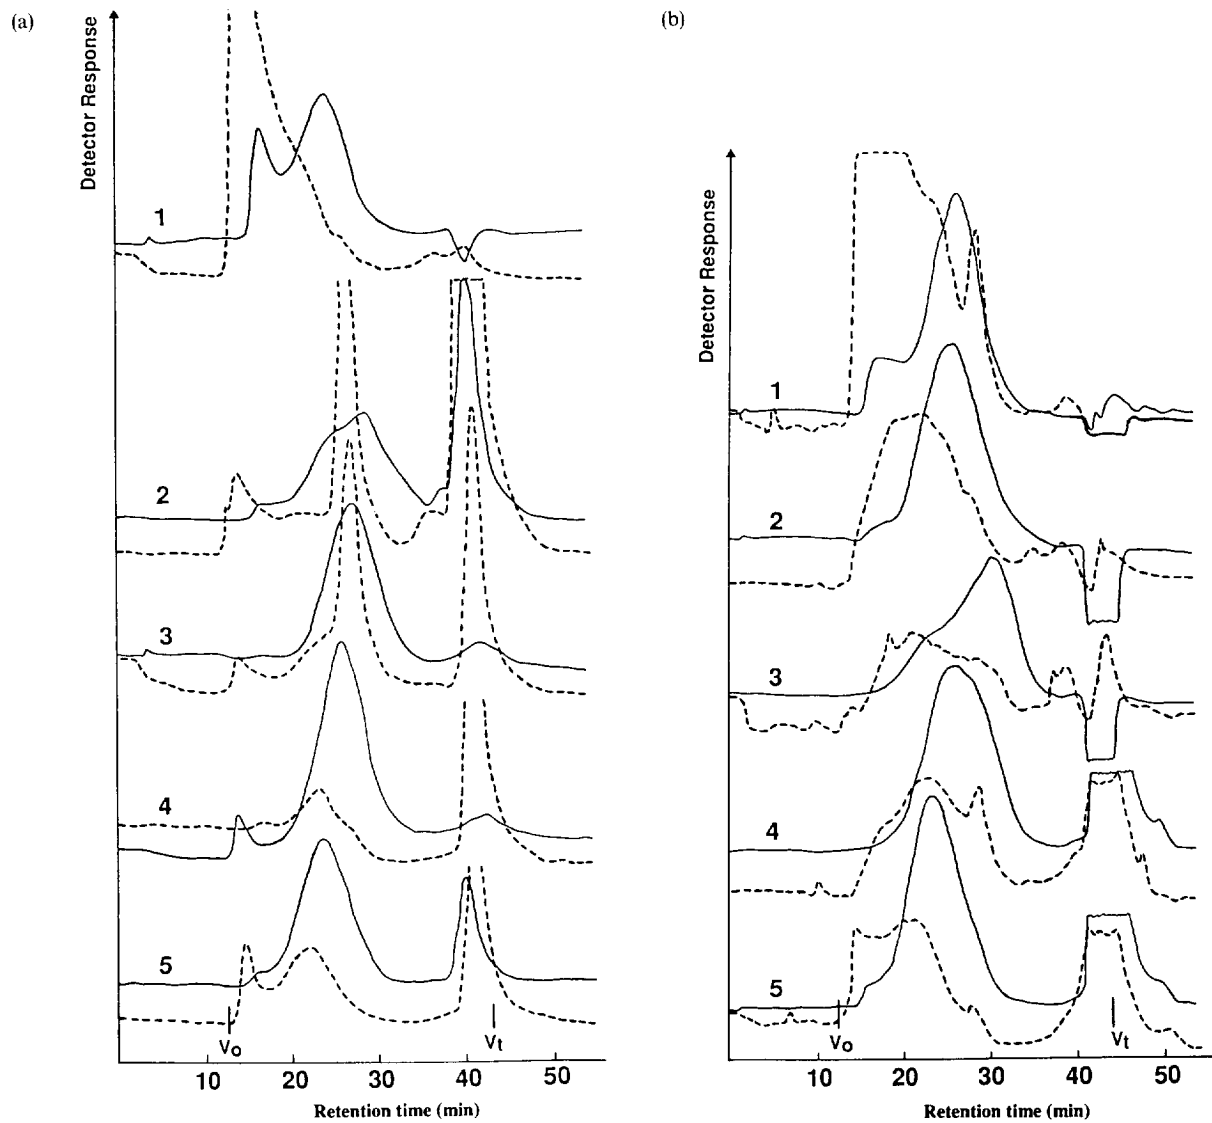 (a)
Detector Response
1
2
3
4
5
Vo
Vt
10 20 30 40 50
Retention time (min)
(b)
Detector Response
1
2
3
4
5
Vo
Vt
10 20 30 40 50
Retention time (min)